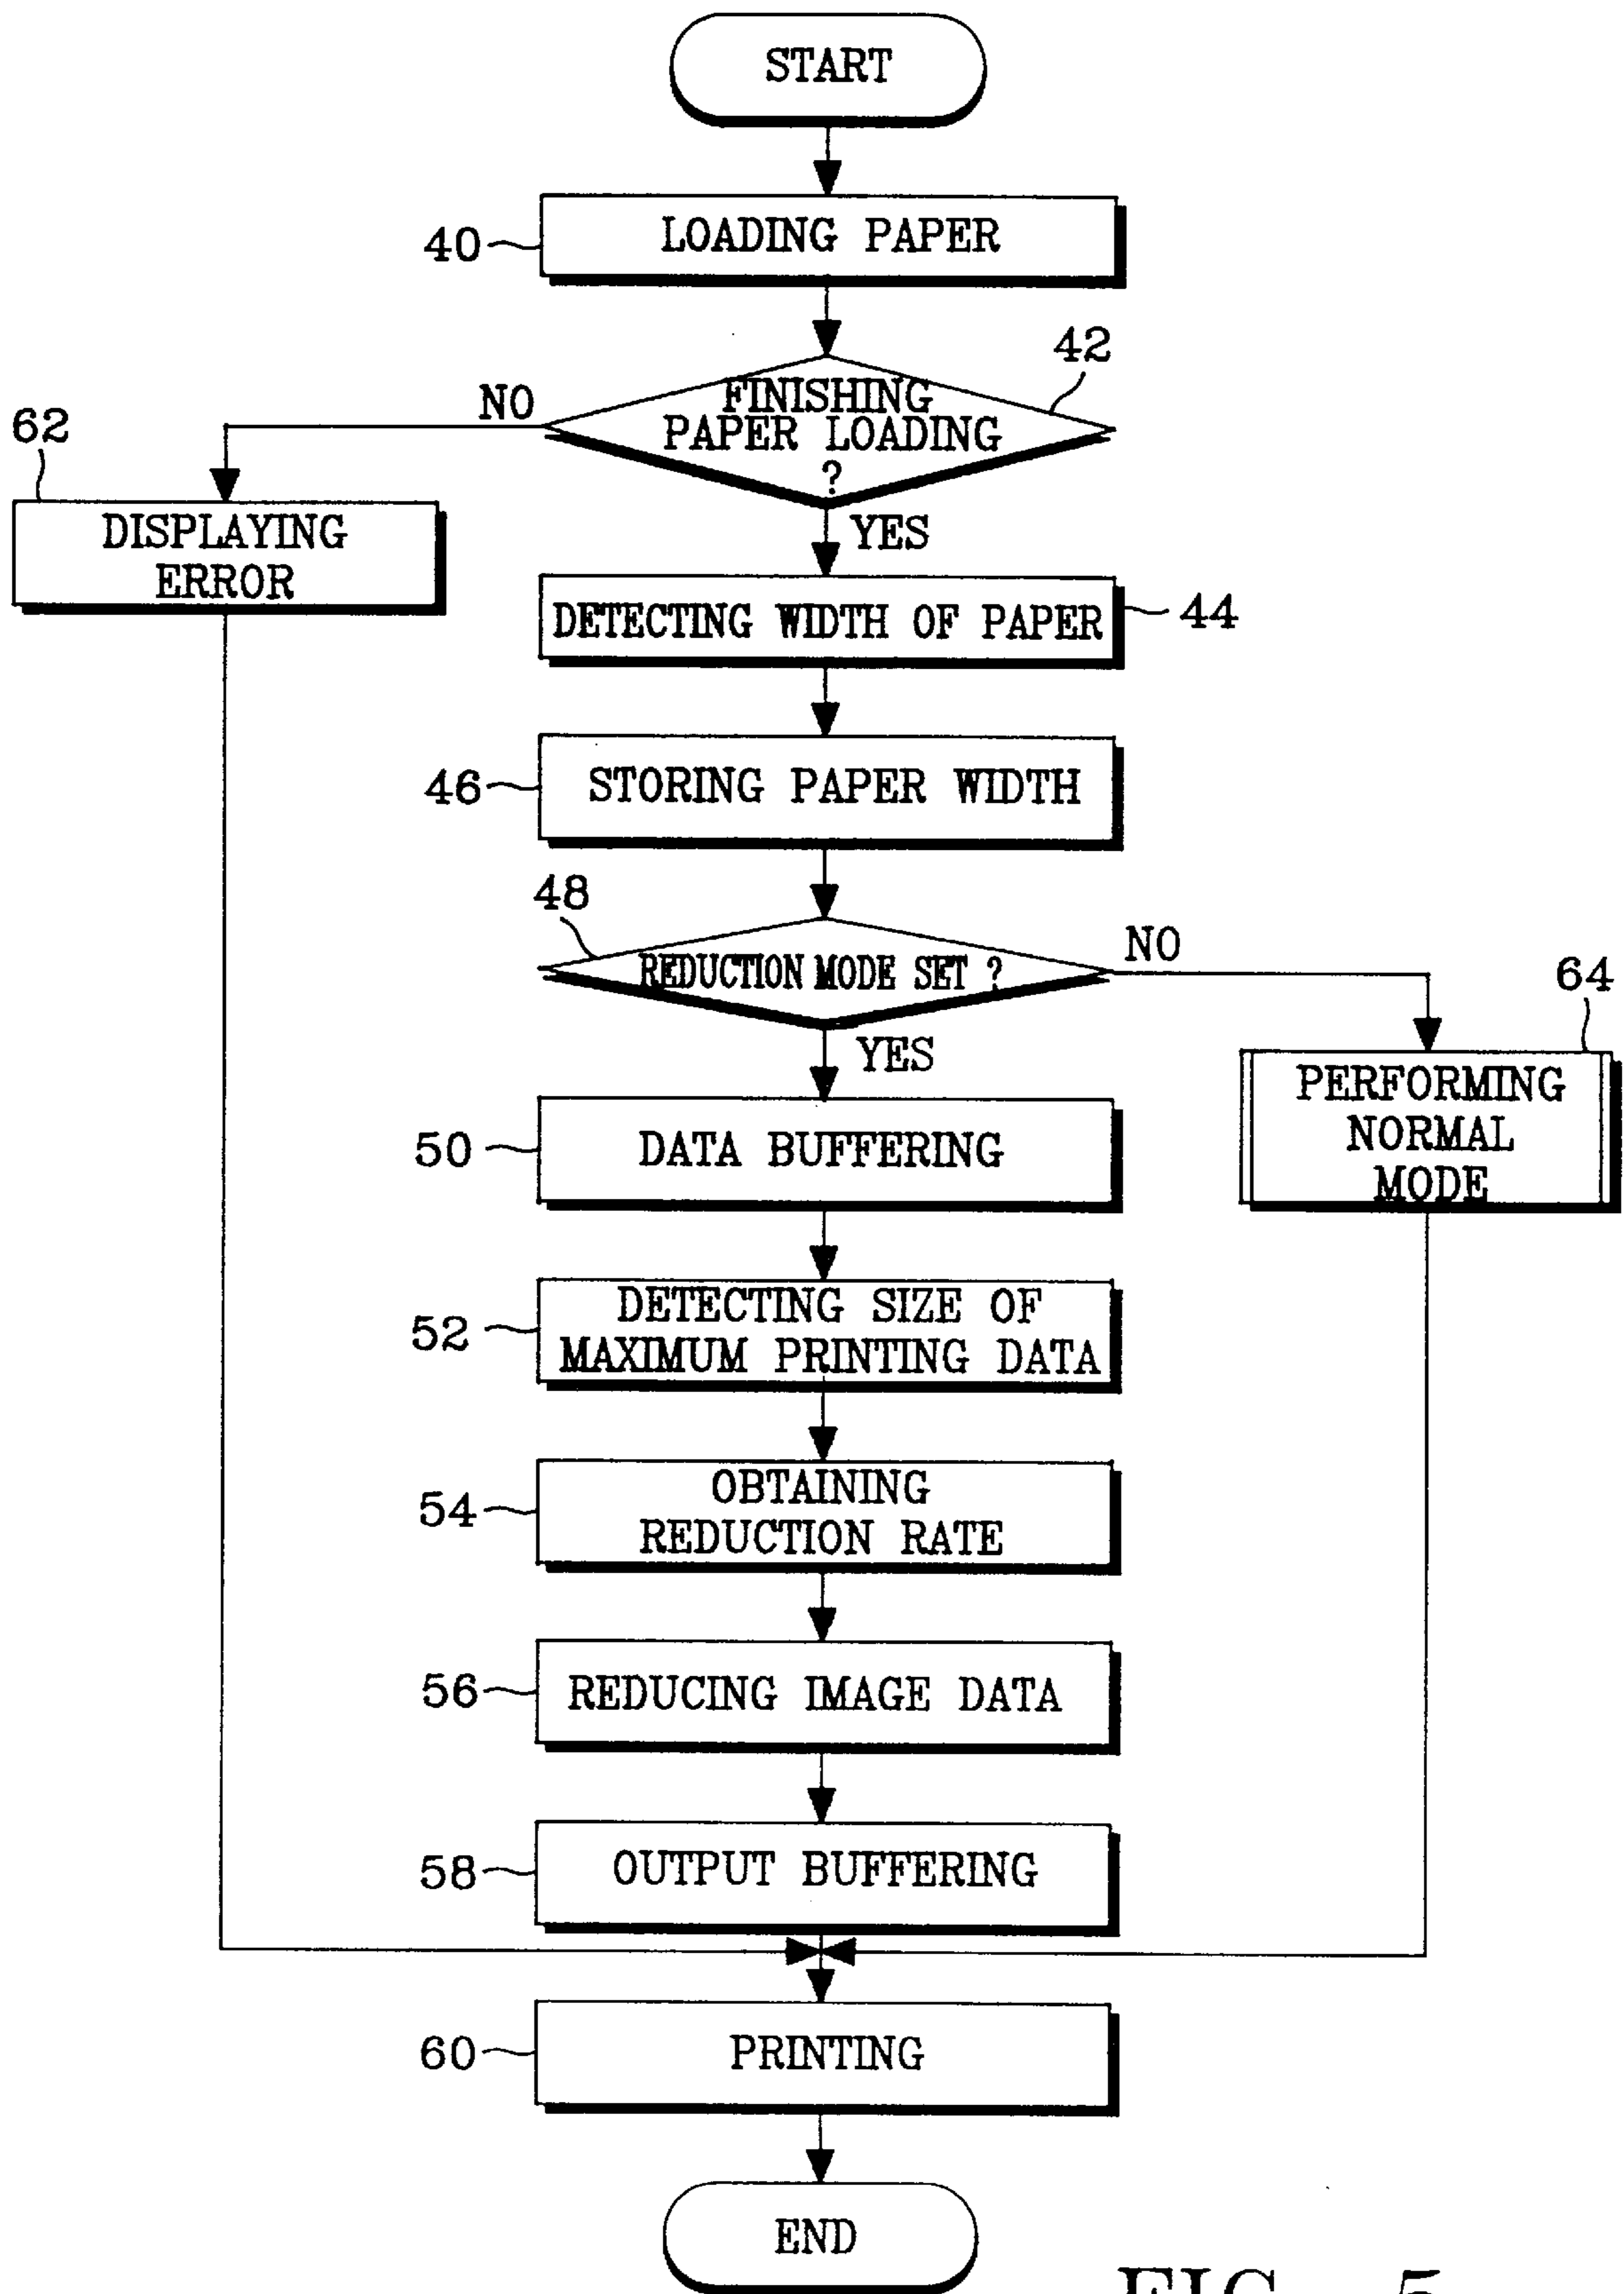 START
40
LOADING PAPER
42
NO
FINISHING
PAPER LOADING
?
62
DISPLAYING
ERROR
YES
DETECTING WIDTH OF PAPER
44
46
STORING PAPER WIDTH
48
REDUCTION MODE SET ?
NO
64
YES
PERFORMING
NORMAL
MODE
50
DATA BUFFERING
52
DETECTING SIZE OF
MAXIMUM PRINTING DATA
54
OBTAINING
REDUCTION RATE
56
REDUCING IMAGE DATA
58
OUTPUT BUFFERING
60
PRINTING
END
FIG. 5